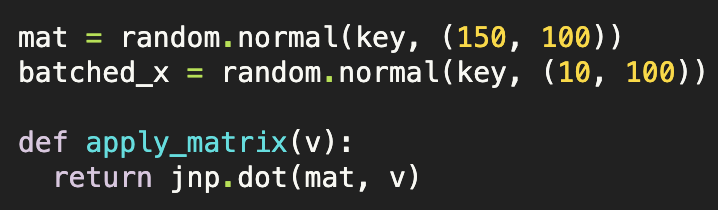 mat = random.normal(key, (150, 100))
batched_x = random.normal(key, (10, 100))
def apply_matrix(v):
  return jnp.dot(mat, v)